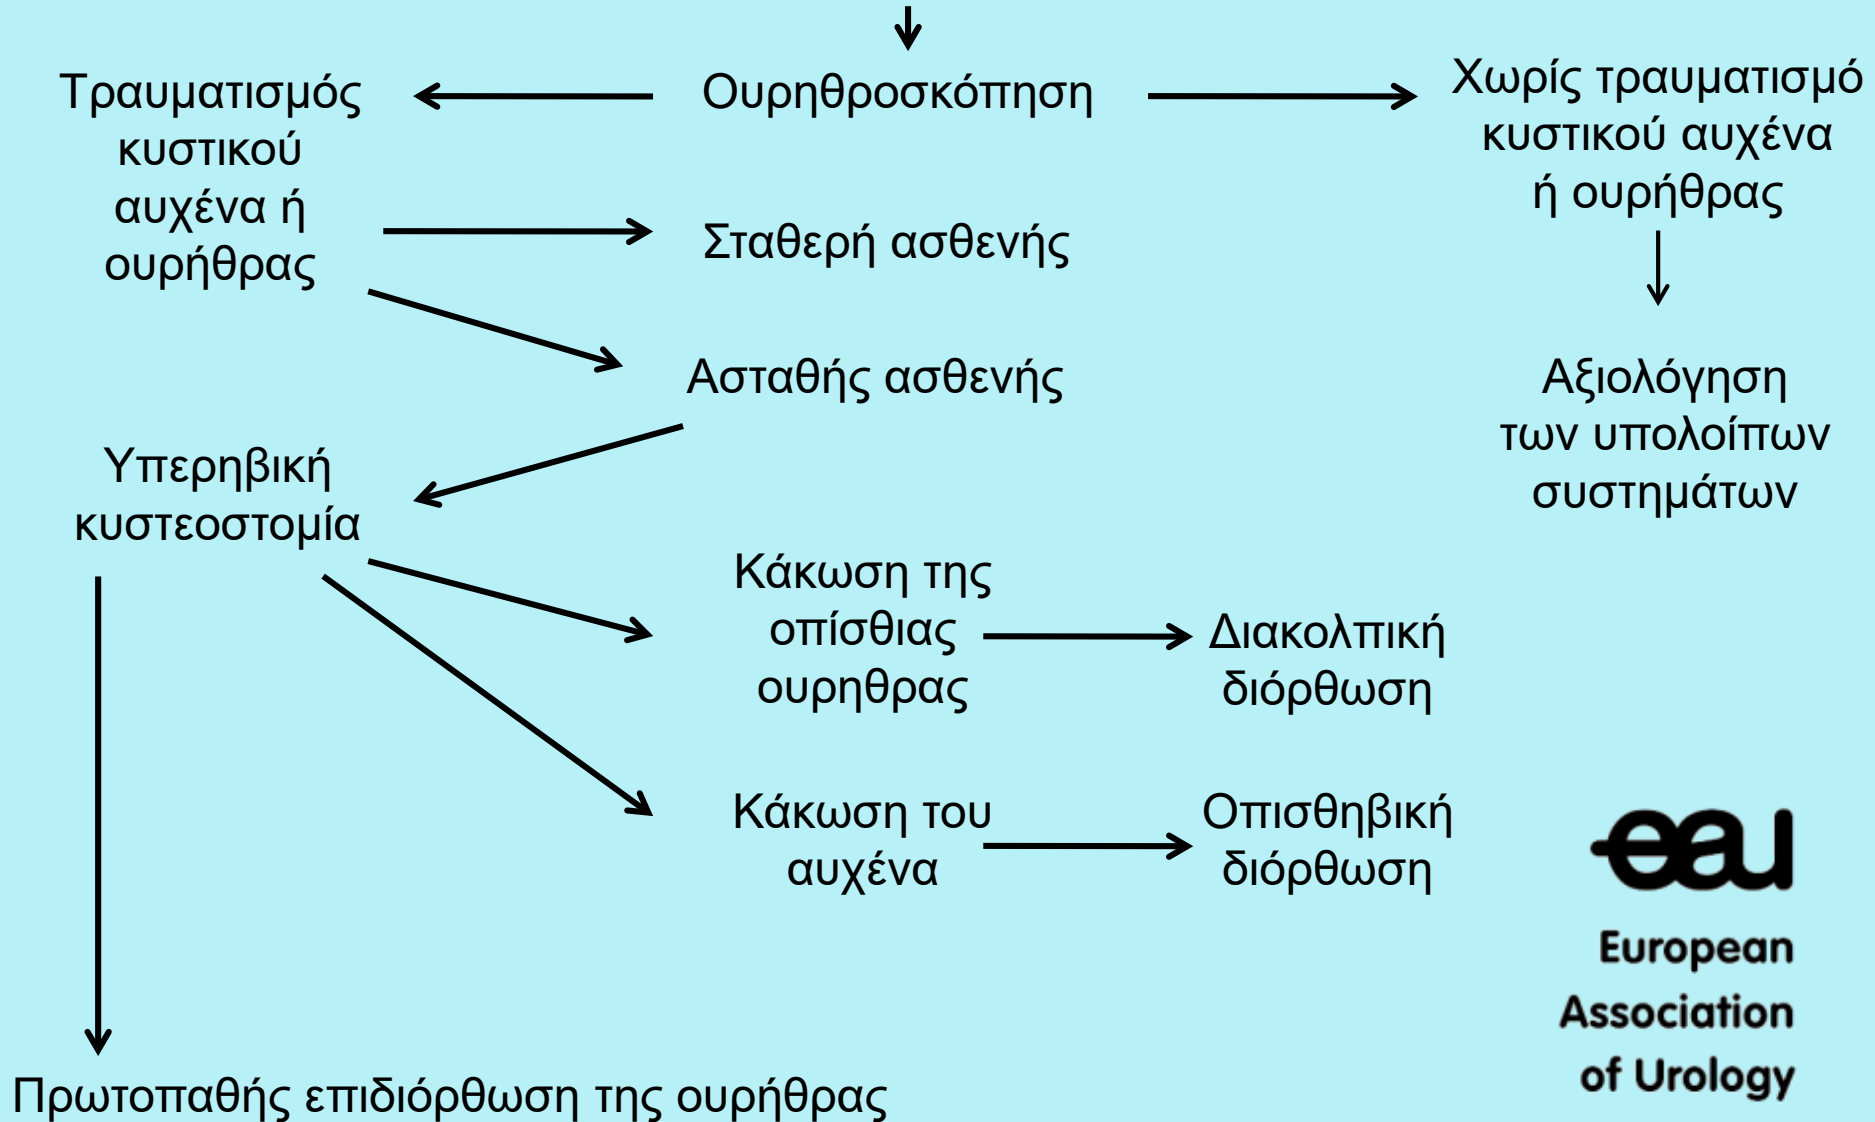 Τραυματισμός
κυστικού
αυχένα ή
ουρήθρας
Ουρηθροσκόπηση
Χωρίς τραυματισμό
κυστικού αυχένα
ή ουρήθρας
Σταθερή ασθενής
Ασταθής ασθενής
Αξιολόγηση
των υπολοίπων
συστημάτων
Υπερηβική
κυστεοστομία
Κάκωση της
οπίσθιας
ουρηθρας
Διακολπική
διόρθωση
Κάκωση του
αυχένα
Οπισθηβική
διόρθωση
eau
European
Association
of Urology
Πρωτοπαθής επιδιόρθωση της ουρήθρας